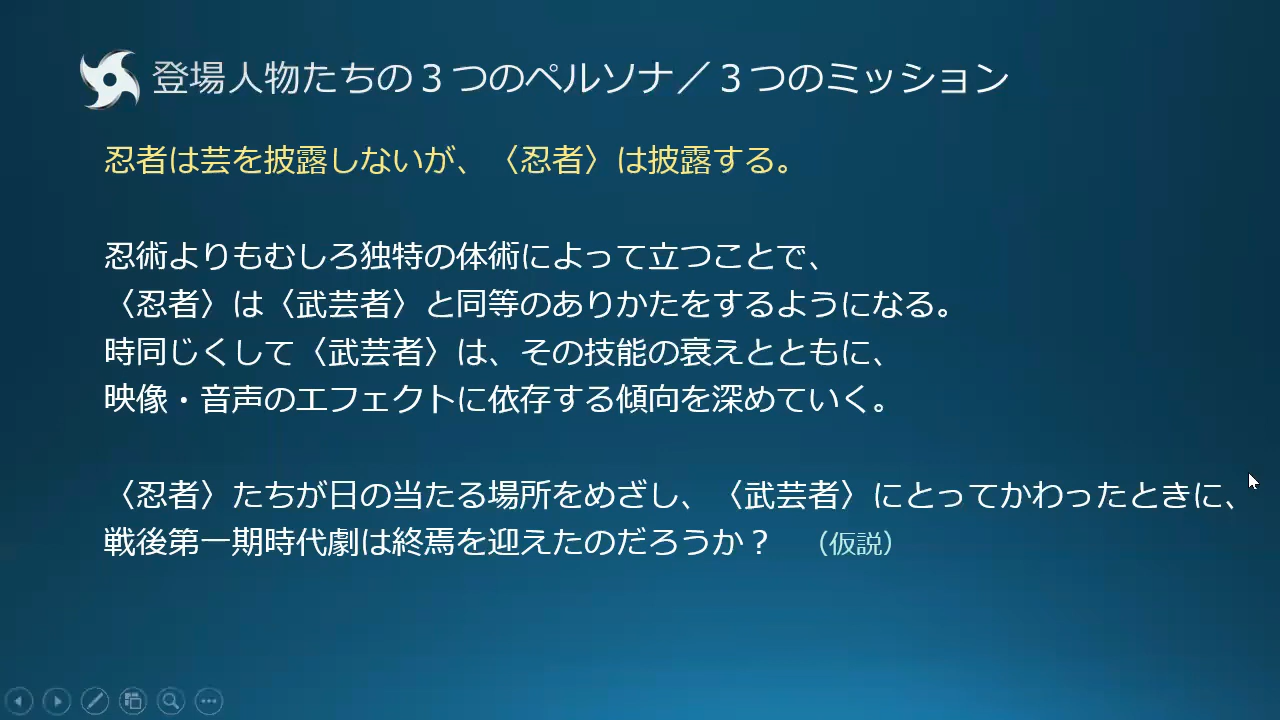 登場人物たちの３つのペルソナ／３つのミッション
忍者は芸を披露しないが、〈忍者〉は披露する。
忍術よりもむしろ独特の体術によって立つことで、
〈忍者〉は〈武芸者〉と同等のありかたをするようになる。
時同じくして〈武芸者〉は、その技能の衰えとともに、
映像・音声のエフェクトに依存する傾向を深めていく。
〈忍者〉たちが日の当たる場所をめざし、〈武芸者〉にとってかわったときに、
戦後第一期時代劇は終焉を迎えたのだろうか？　（仮説）